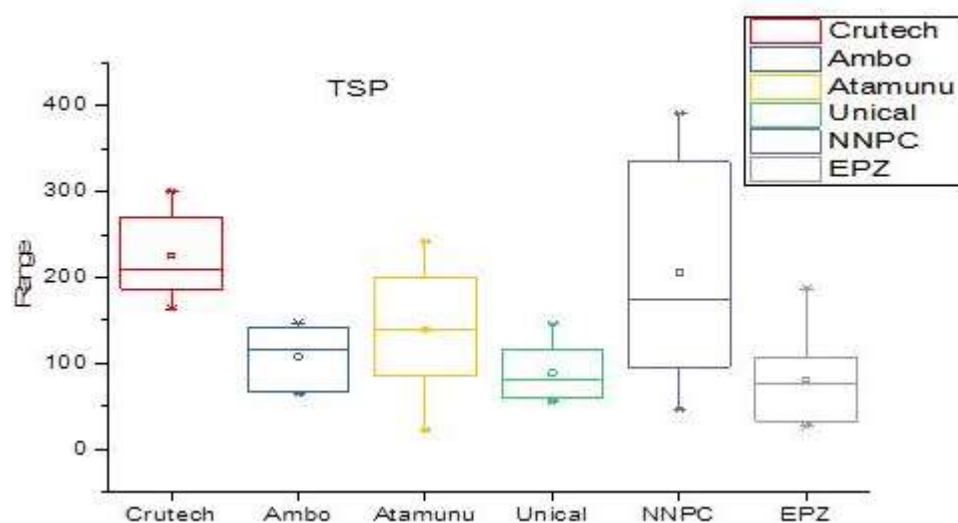 TSP
Crutech
Ambo
Atamunu
Unical
NNPC
EPZ
Range
400
300
200
100
0
Crutech Ambo Atamunu Unical NNPC EPZ